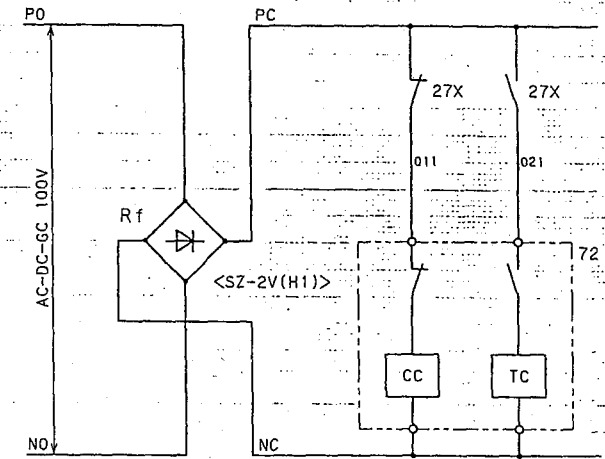 PO
PC
27X
27X
AC-DC-GC 100V
011
021
Rf
72
<SZ-2V(H1)>
CC
TC
NO
NC